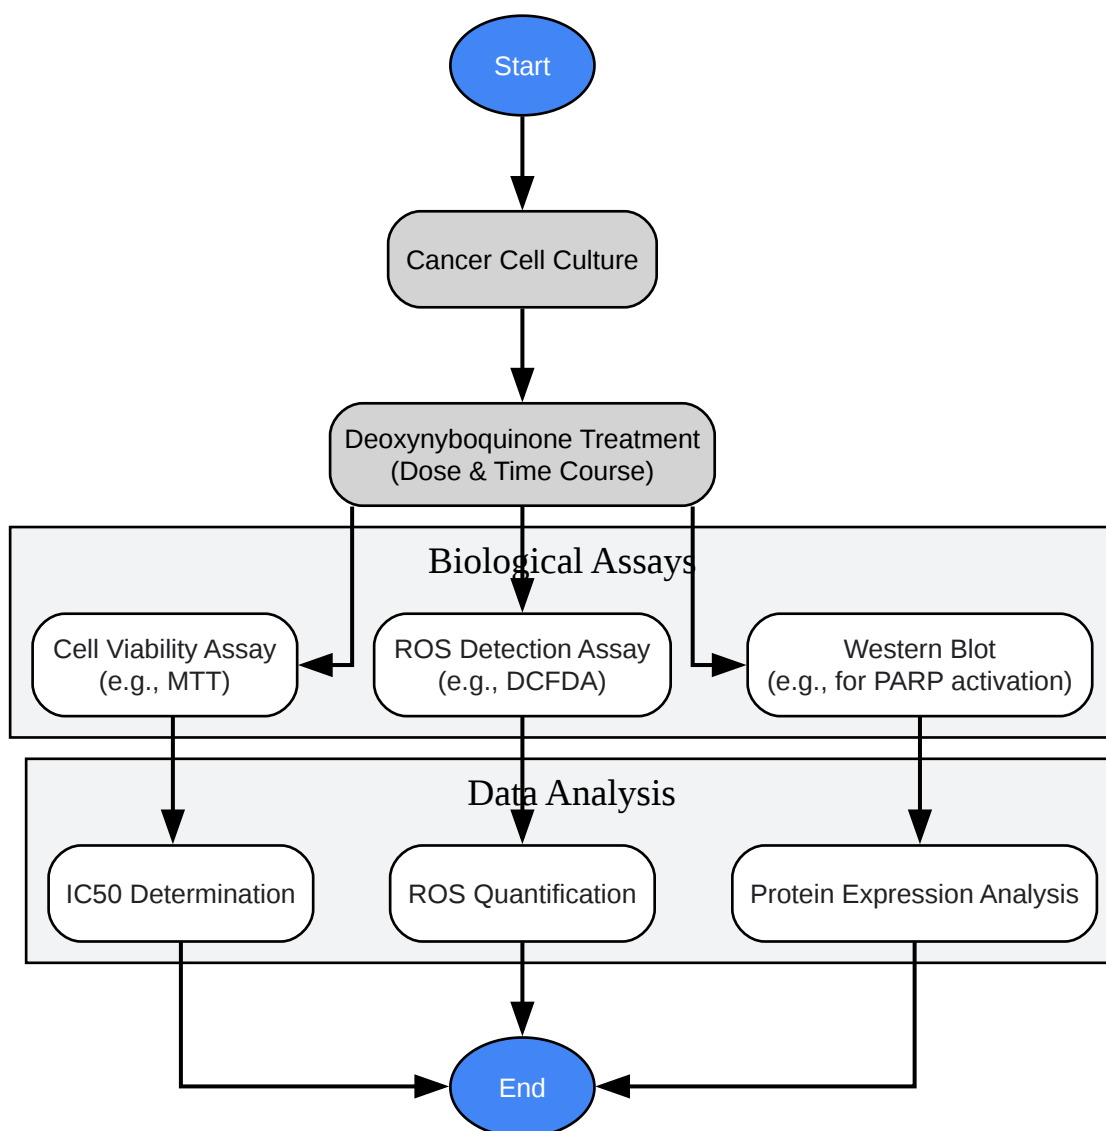 Start
Cancer Cell Culture
Deoxynyboquinone Treatment
(Dose & Time Course)
Biological Assays
Cell Viability Assay
(e.g., MTT)
ROS Detection Assay
(e.g., DCFDA)
Western Blot
(e.g., for PARP activation)
Data Analysis
IC50 Determination
ROS Quantification
Protein Expression Analysis
End